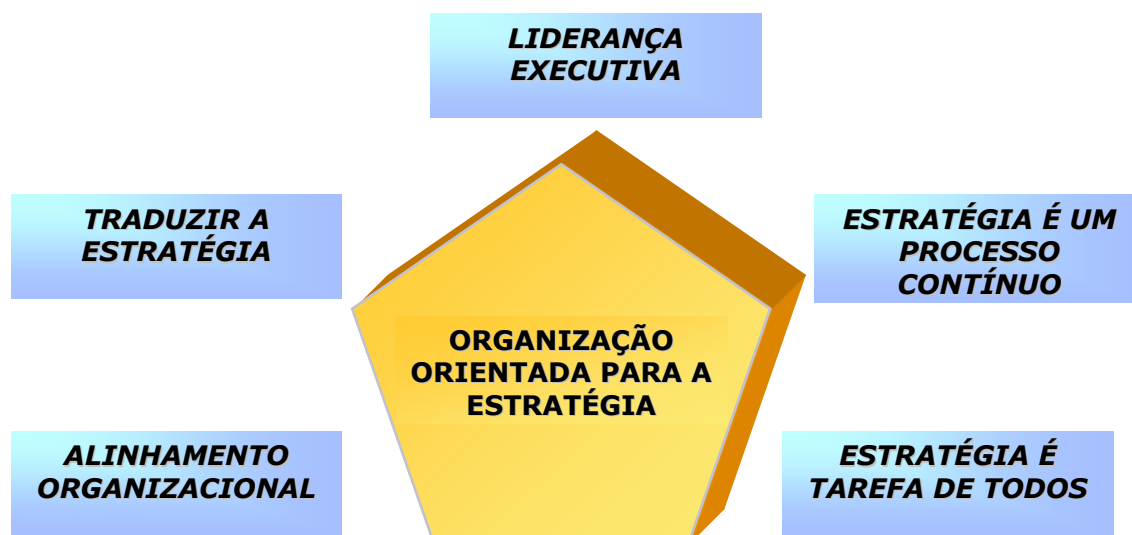 LIDERANÇA
EXECUTIVA
TRADUZIR A
ESTRATÉGIA
ESTRATÉGIA É UM
PROCESSO
CONTÍNUO
ORGANIZAÇÃO
ORIENTADA PARA A
ESTRATÉGIA
ALINHAMENTO
ORGANIZACIONAL
ESTRATÉGIA É
TAREFA DE TODOS